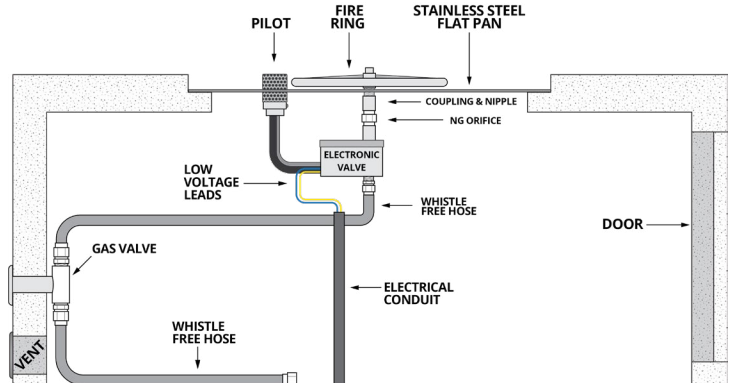 PILOT
FIRE
RING
STAINLESS STEEL
FLAT PAN
COUPLING & NIPPLE
NG ORIFICE
ELECTRONIC
VALVE
LOW
VOLTAGE
LEADS
WHISTLE
FREE HOSE
DOOR
GAS VALVE
ELECTRICAL
CONDUIT
WHISTLE
FREE HOSE
VENT